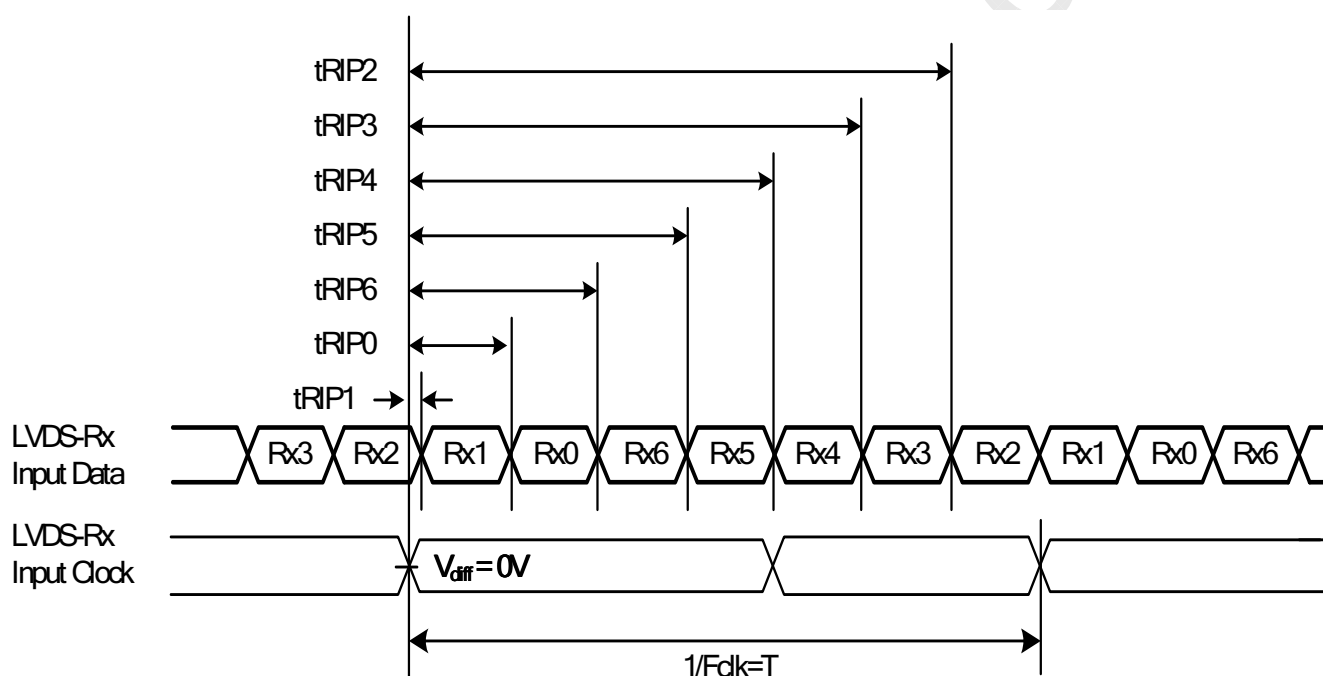 tRIP2
tRIP3
tRIP4
tRIP5
tRIP6
tRIP0
tRIP1
LVDS-Rx
Input Data
Rx3 Rx2 Rx1 Rx0 Rx6 Rx5 Rx4 Rx3 Rx2 Rx1 Rx0 Rx6
LVDS-Rx
Input Clock
Vdiff = 0V
1/Fclk=T